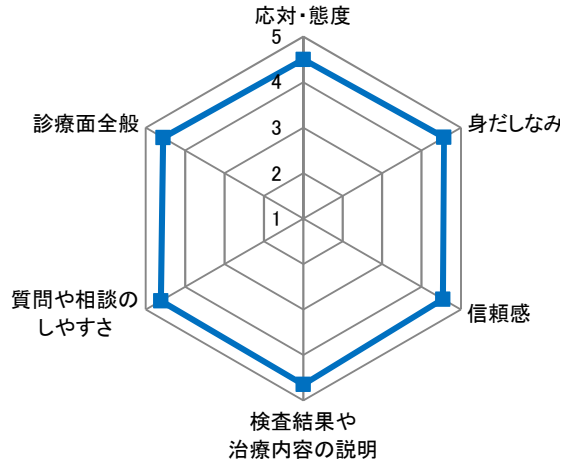 応対・態度
5
4
3
2
1
身だしなみ
信頼感
検査結果や
治療内容の説明
質問や相談の
しやすさ
診療面全般